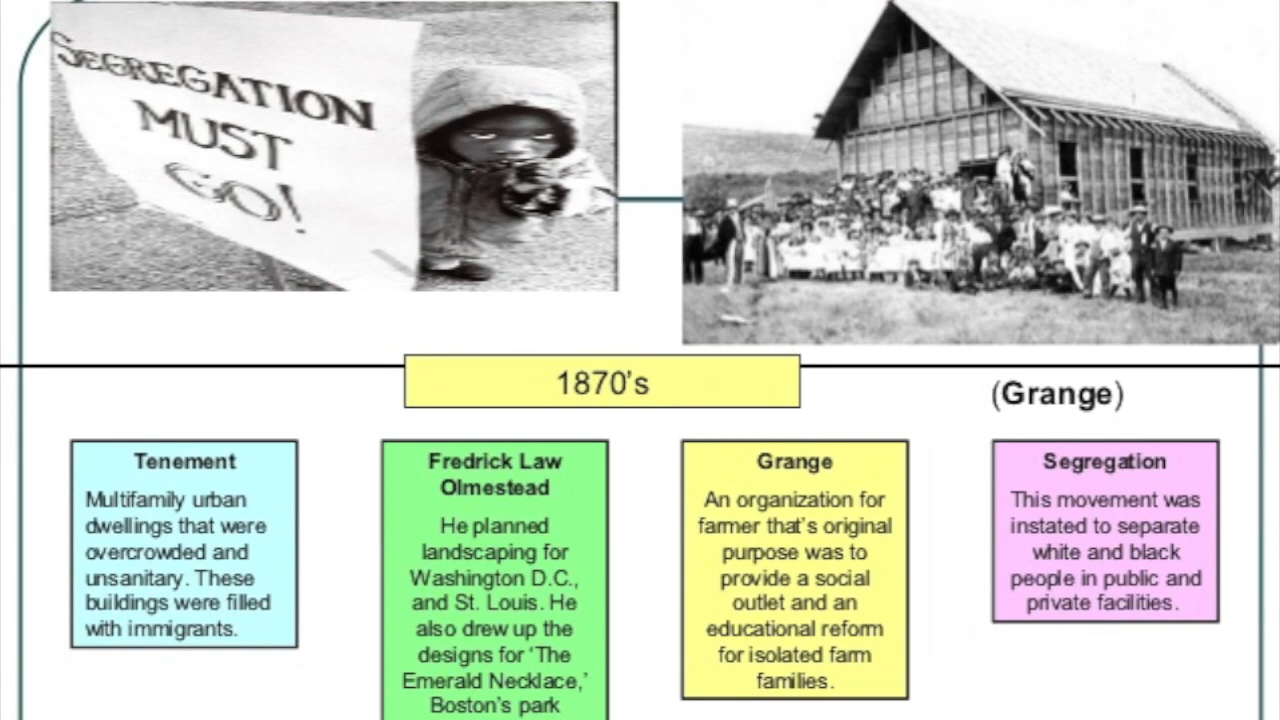 SEGREGATION
MUST
GO!
1870's
(Grange)
Tenement
Multifamily urban
dwellings that were
overcrowded and
unsanitary. These
buildings were filled
with immigrants.
Fredrick Law
Olmestead
He planned
landscaping for
Washington D.C.,
and St. Louis. He
also drew up the
designs for 'The
Emerald Necklace,'
Boston's park
Grange
An organization for
farmer that's original
purpose was to
provide a social
outlet and an
educational reform
for isolated farm
families.
Segregation
This movement was
instated to separate
white and black
people in public and
private facilities.